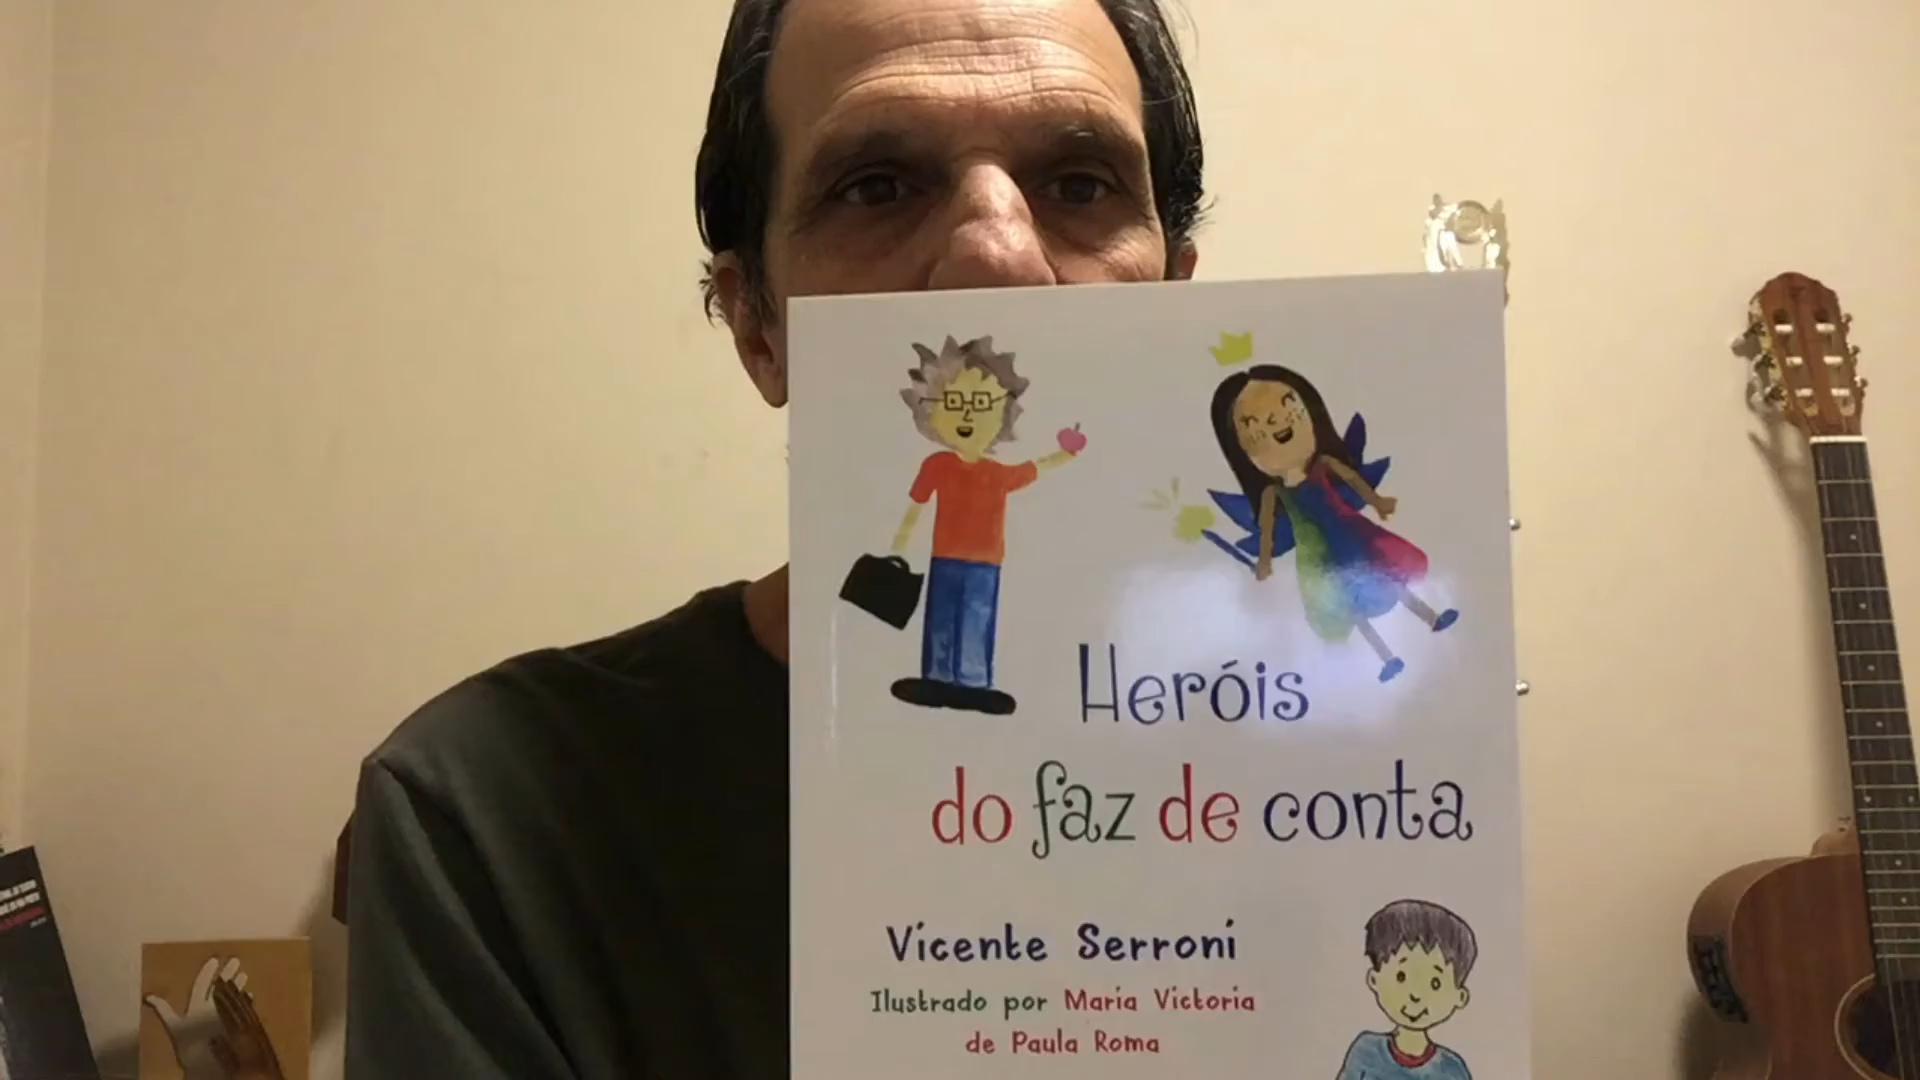 Heróis
do faz de conta
Vicente Serroni
Ilustrado por Maria Victoria
de Paula Roma